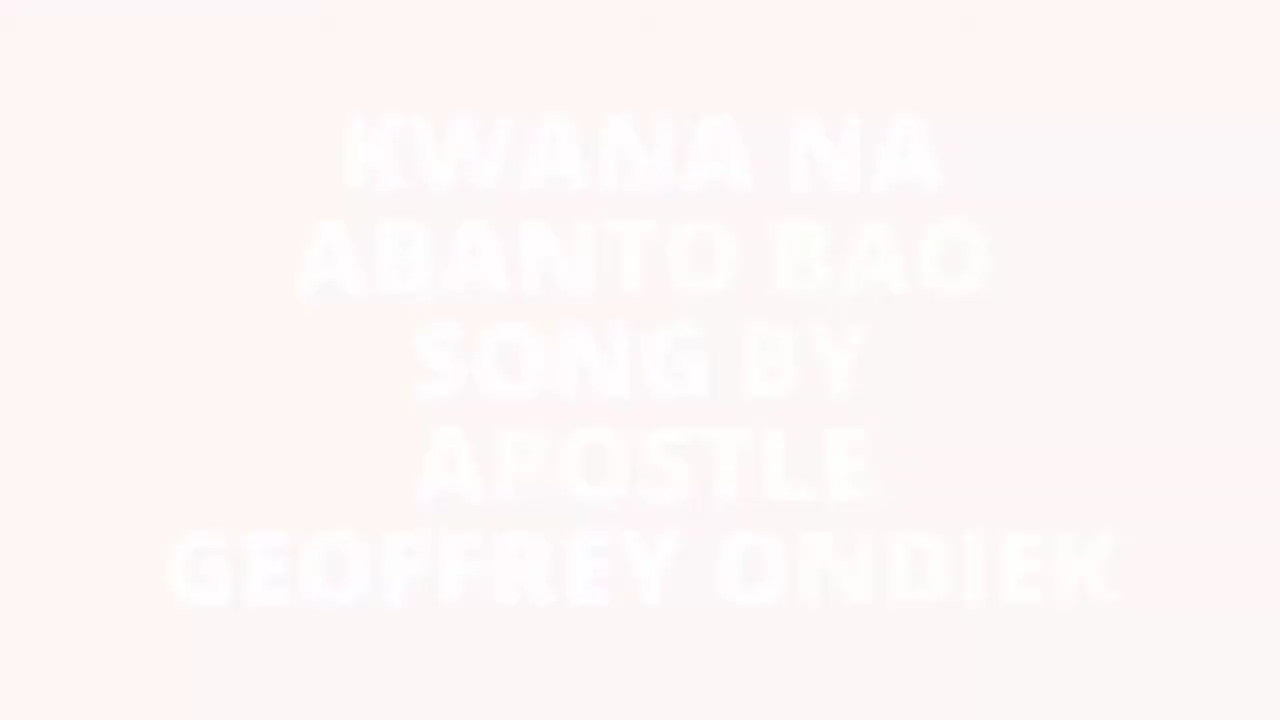 KWANA NA
ABANTO BAO
SONG BY
APOSTLE
GEOFFREY ONDIEK